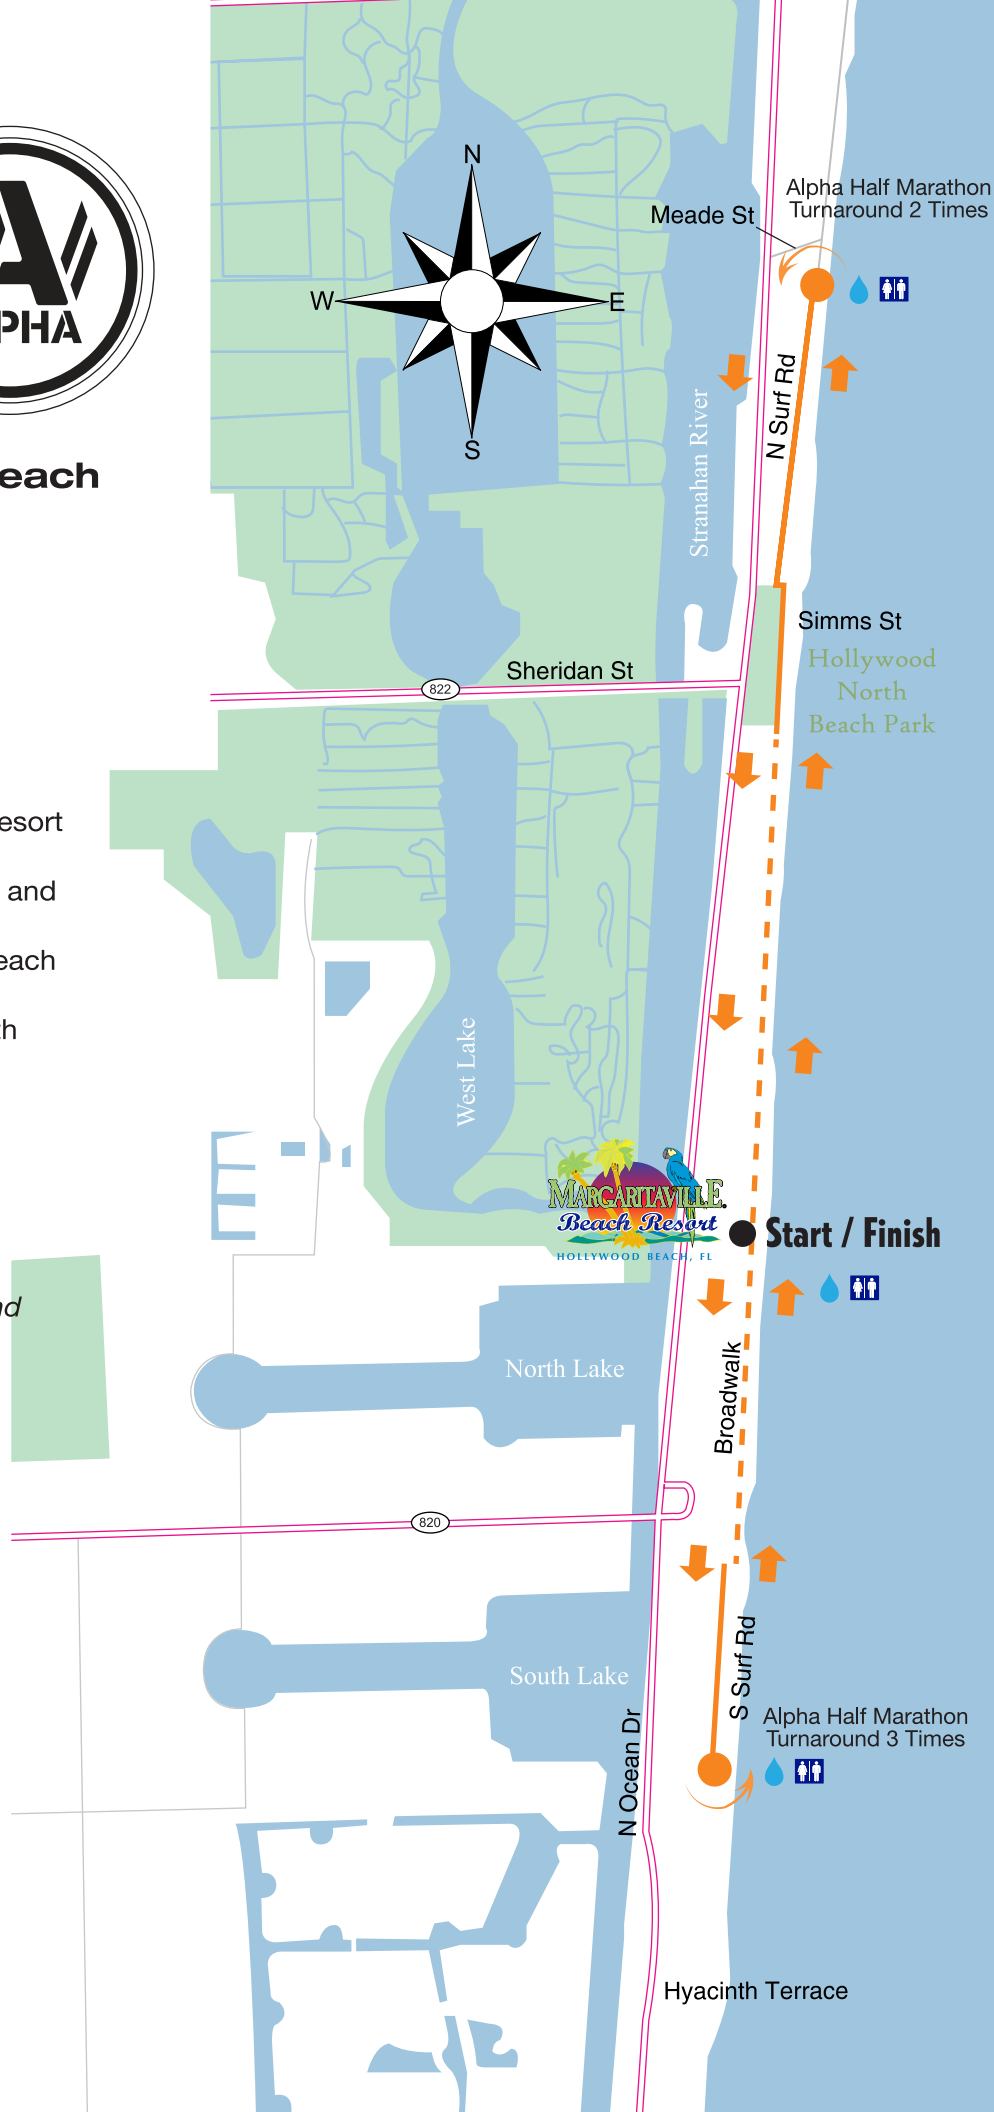 N
Alpha Half Marathon
Turnaround 2 Times
Meade St
W
E
A
PHA
S
N Surf Rd
Stranahan River
each
Simms St
Hollywood
North
Beach Park
Sheridan St
822
esort
and
each
th
West Lake
MARGARITAVILLE
Beach Resort
HOLLYWOOD BEACH, FL
Start / Finish
nd
North Lake
Broadwalk
820
South Lake
S Surf Rd
Alpha Half Marathon
Turnaround 3 Times
N Ocean Dr
Hyacinth Terrace